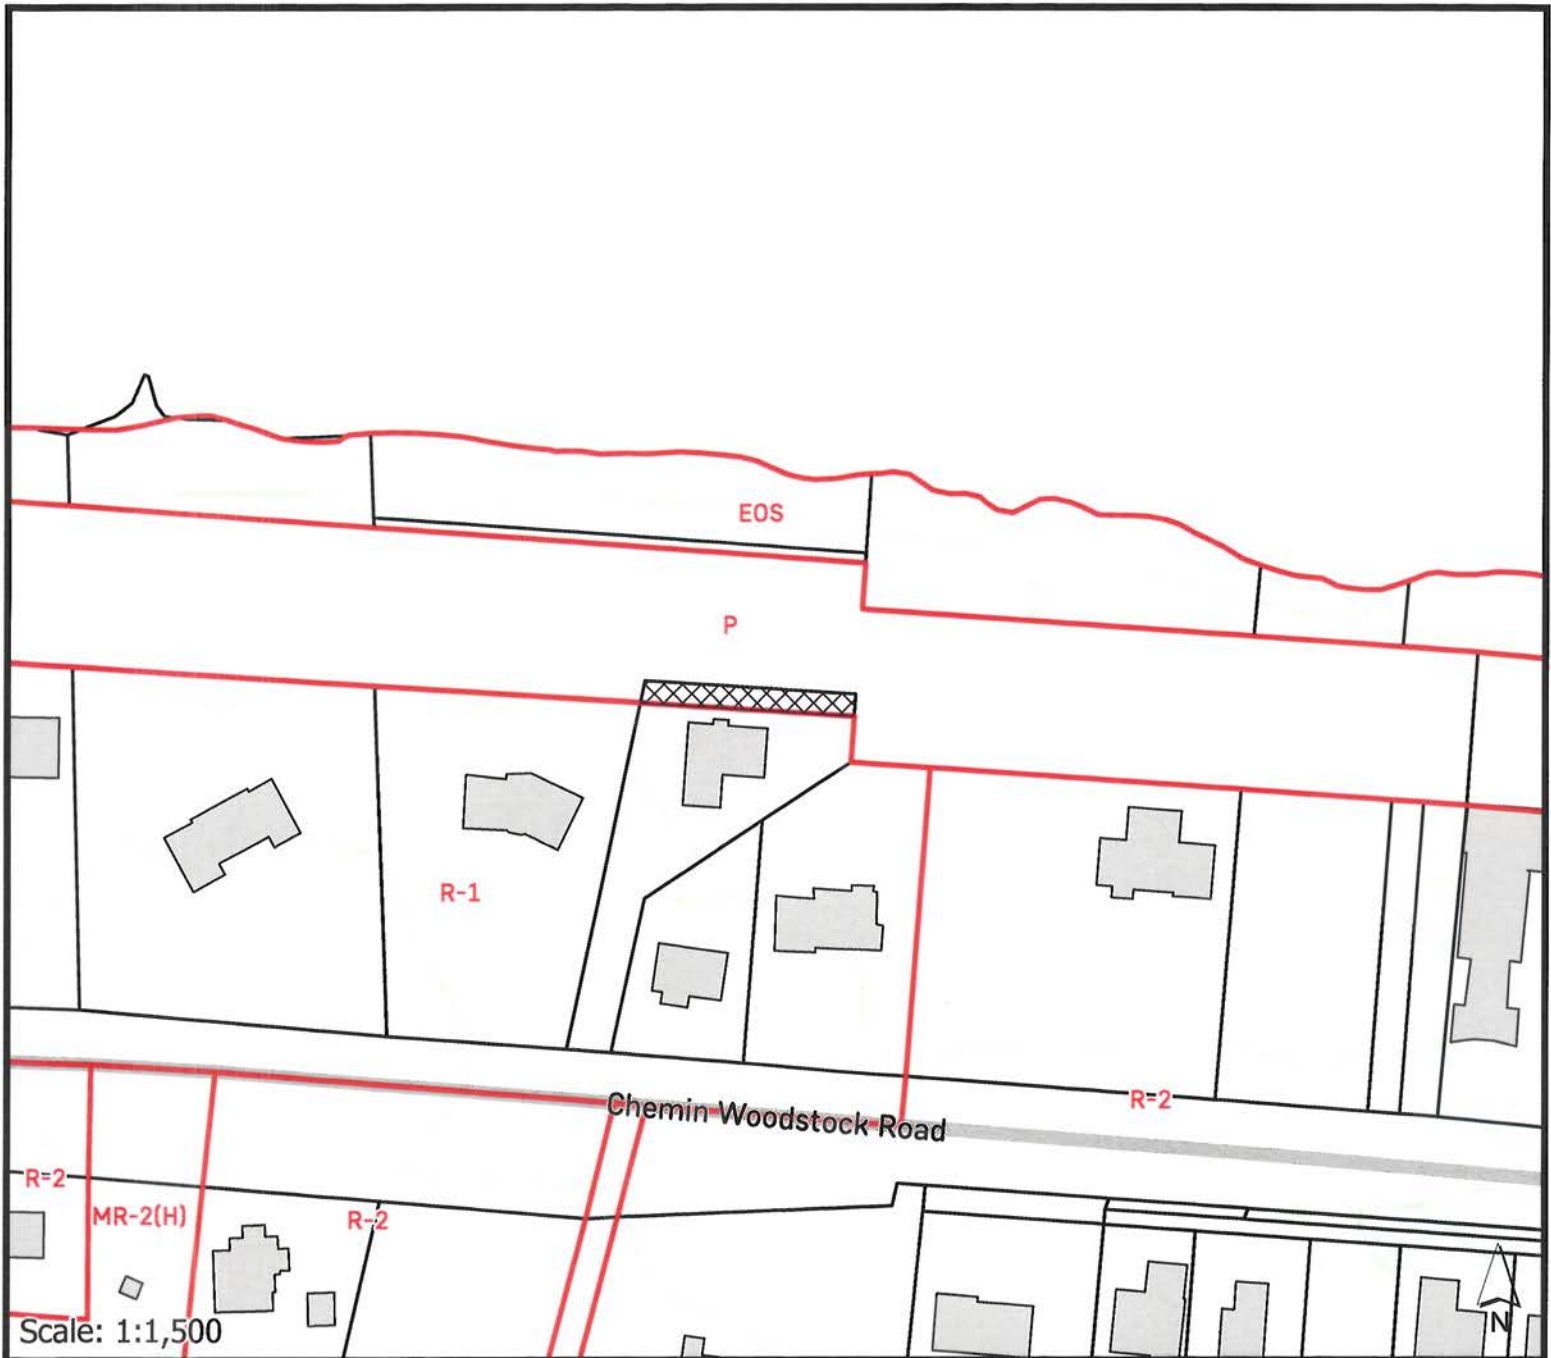 EOS
P
R-1
R=2
Chemin Woodstock Road
R=2
MR-2(H)
R-2
Scale: 1:1,500
N